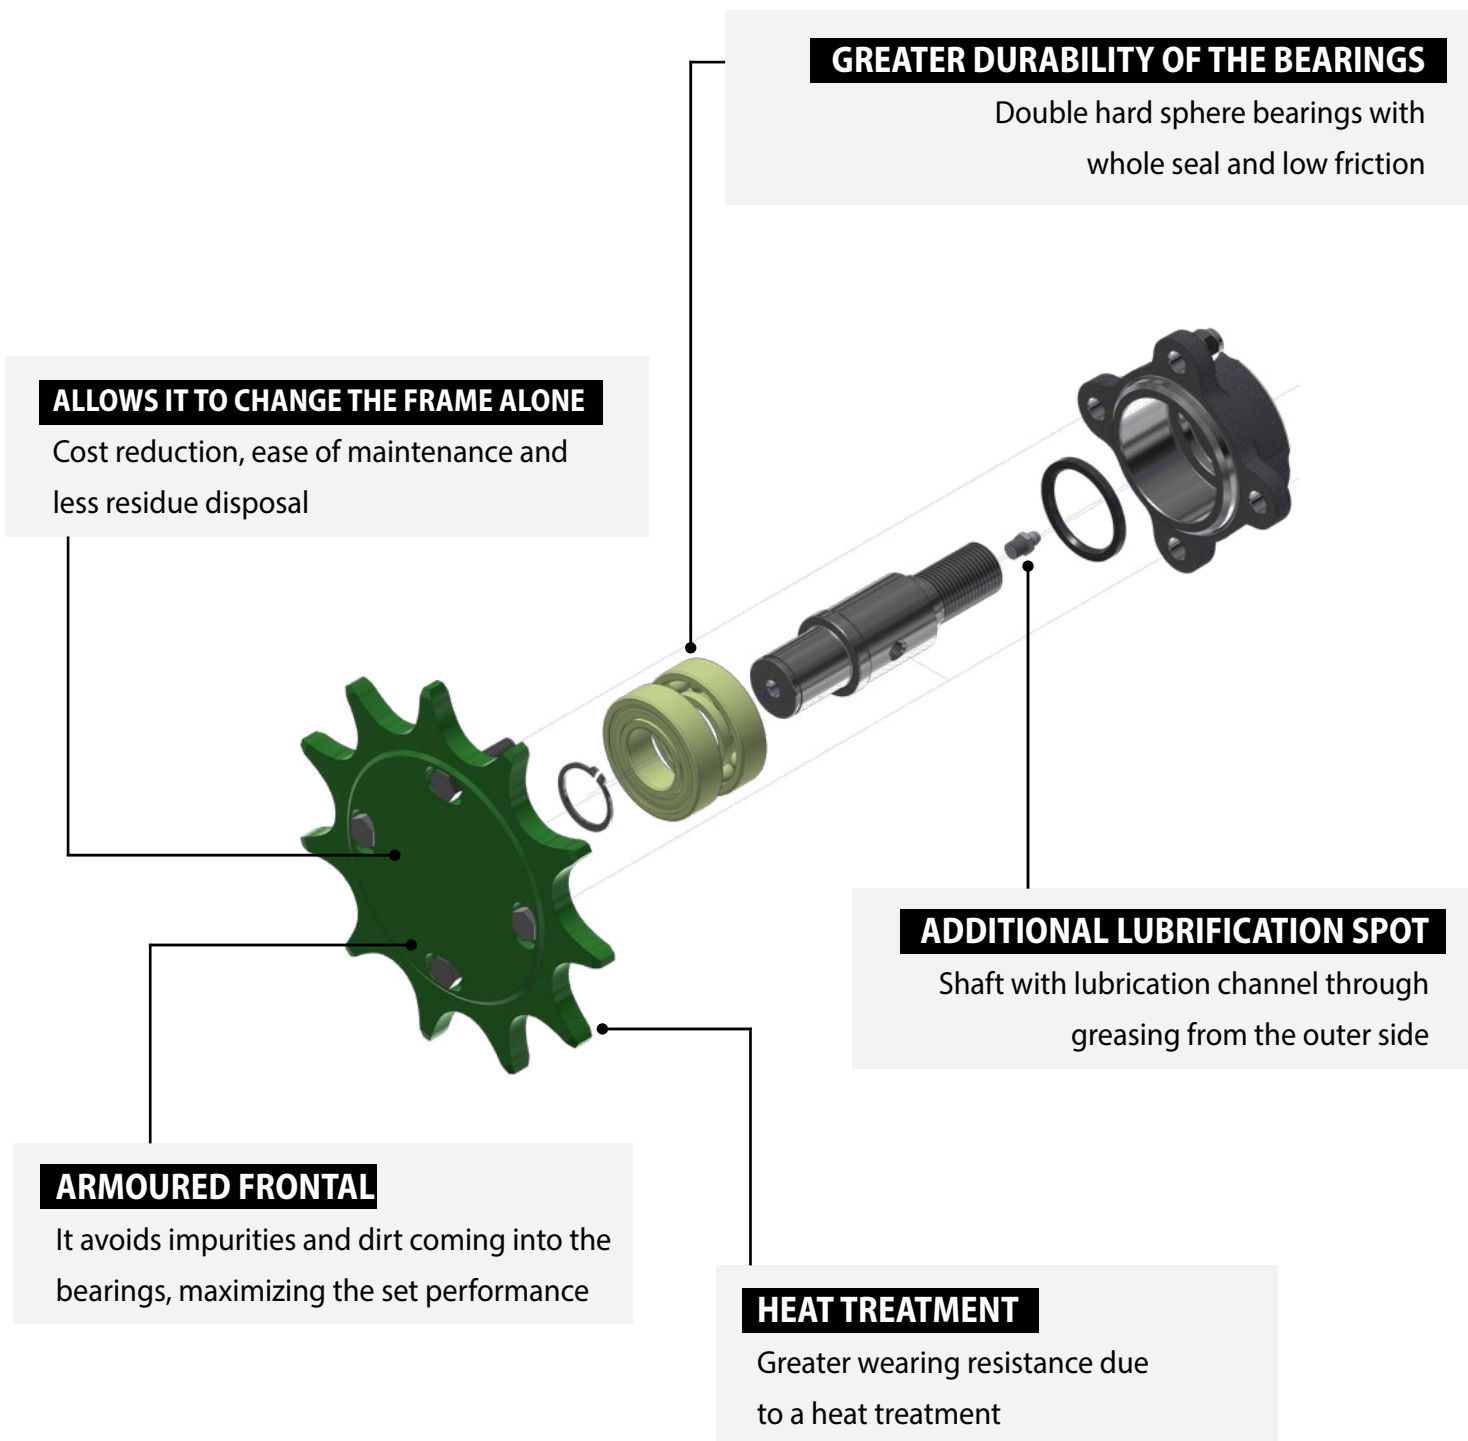 GREATER DURABILITY OF THE BEARINGS
Double hard sphere bearings with
whole seal and low friction
ALLOWS IT TO CHANGE THE FRAME ALONE
Cost reduction, ease of maintenance and
less residue disposal
ADDITIONAL LUBRIFICATION SPOT
Shaft with lubrication channel through
greasing from the outer side
ARMOURED FRONTAL
It avoids impurities and dirt coming into the
bearings, maximizing the set performance
HEAT TREATMENT
Greater wearing resistance due
to a heat treatment